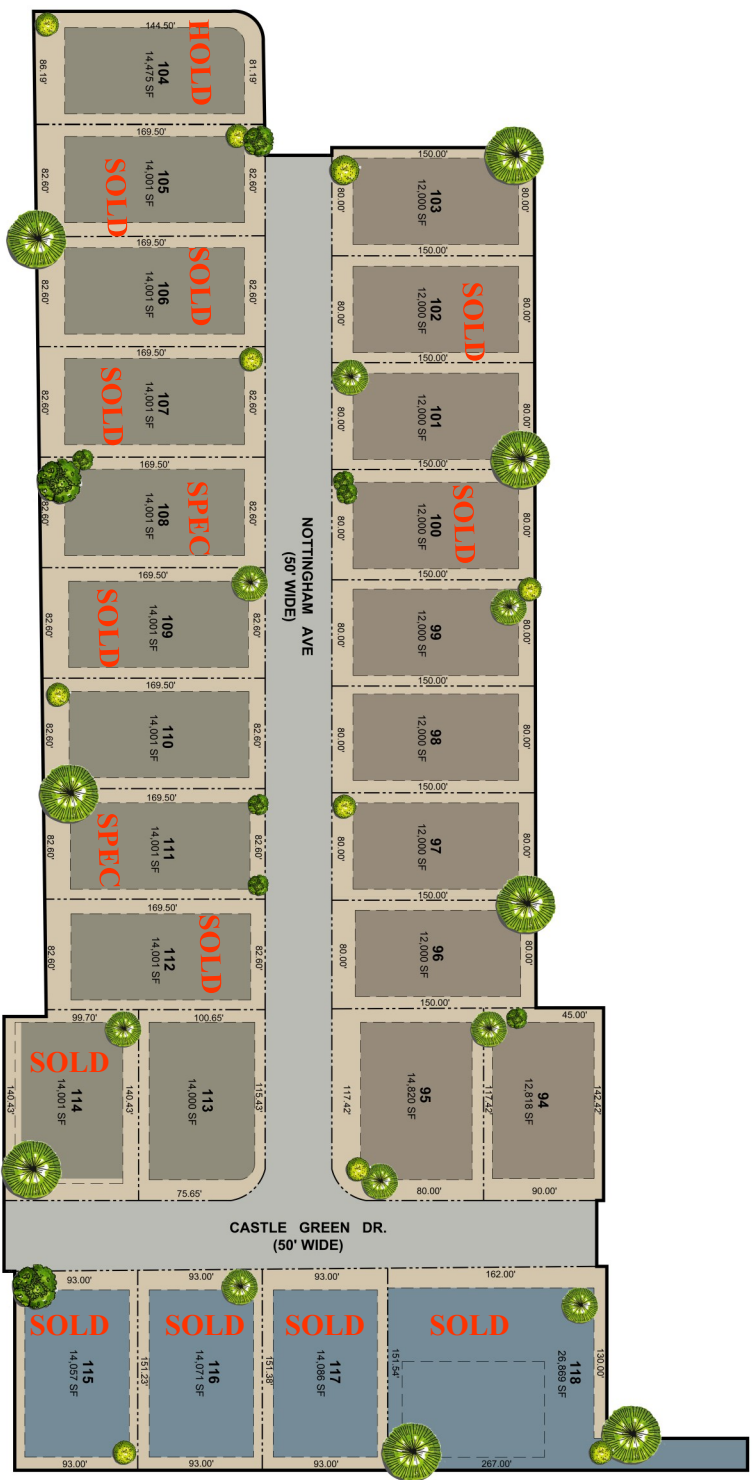 144.50'
HOLD
104
14,475 SF
86.19'
81.19'
169.50'
105
14,001 SF
SOLD
82.60'
82.60'
169.50'
106
14,001 SF
SOLD
82.60'
82.60'
169.50'
107
14,001 SF
SOLD
82.60'
82.60'
169.50'
108
14,001 SF
SPEC
82.60'
82.60'
169.50'
109
14,001 SF
SOLD
82.60'
82.60'
169.50'
110
14,001 SF
82.60'
82.60'
169.50'
111
14,001 SF
SPEC
82.60'
82.60'
169.50'
112
14,001 SF
SOLD
82.60'
82.60'
NOTTINGHAM AVE
(50' WIDE)
150.00'
103
12,000 SF
80.00'
80.00'
150.00'
102
12,000 SF
SOLD
80.00'
80.00'
150.00'
101
12,000 SF
80.00'
80.00'
150.00'
100
12,000 SF
SOLD
80.00'
80.00'
150.00'
99
12,000 SF
80.00'
80.00'
150.00'
98
12,000 SF
80.00'
80.00'
150.00'
97
12,000 SF
80.00'
80.00'
150.00'
96
12,000 SF
80.00'
80.00'
150.00'
99.70'
SOLD
114
14,001 SF
140.43'
140.43'
100.65'
113
14,000 SF
115.43'
75.65'
95
14,820 SF
117.42'
117.42'
80.00'
45.00'
94
12,818 SF
142.42'
90.00'
CASTLE GREEN DR.
(50' WIDE)
93.00'
SOLD
115
14,057 SF
151.23'
93.00'
93.00'
SOLD
116
14,071 SF
151.38'
93.00'
93.00'
SOLD
117
14,086 SF
151.54'
93.00'
162.00'
SOLD
118
26,869 SF
130.00'
267.00'